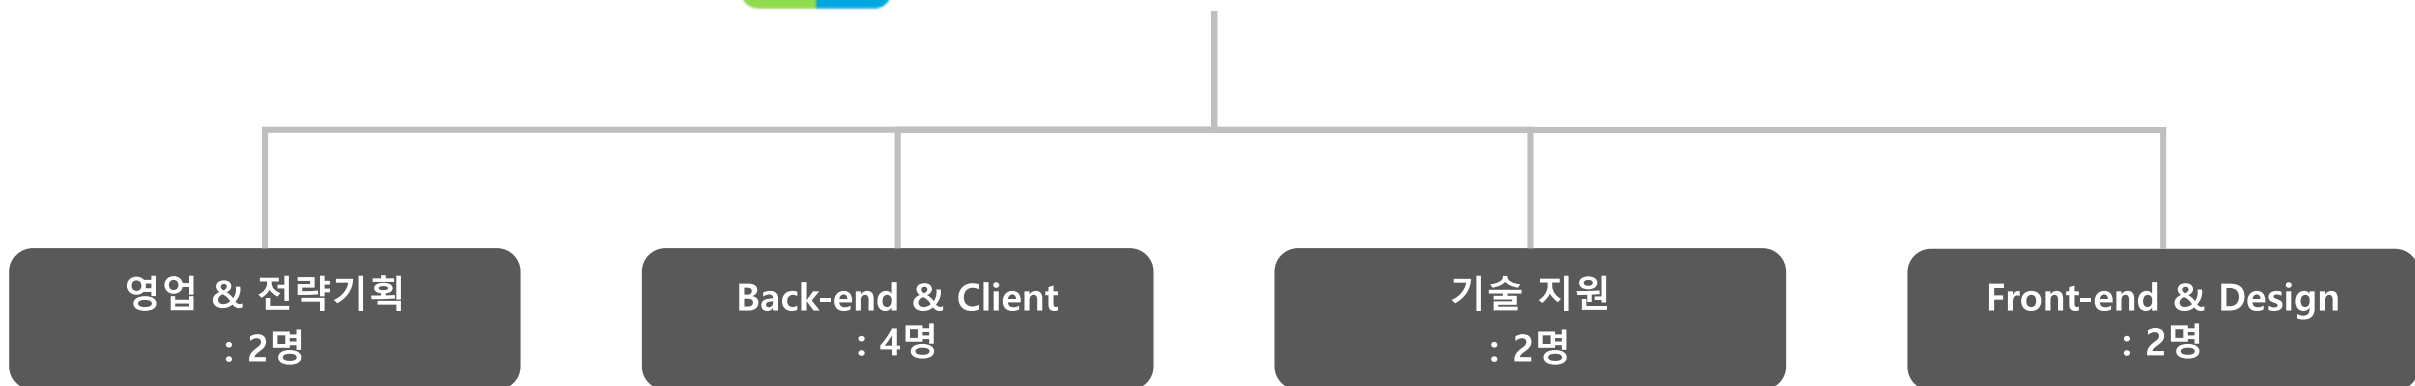 영업 & 전략기획
: 2명
Back-end & Client
: 4명
기술 지원
: 2명
Front-end & Design
: 2명